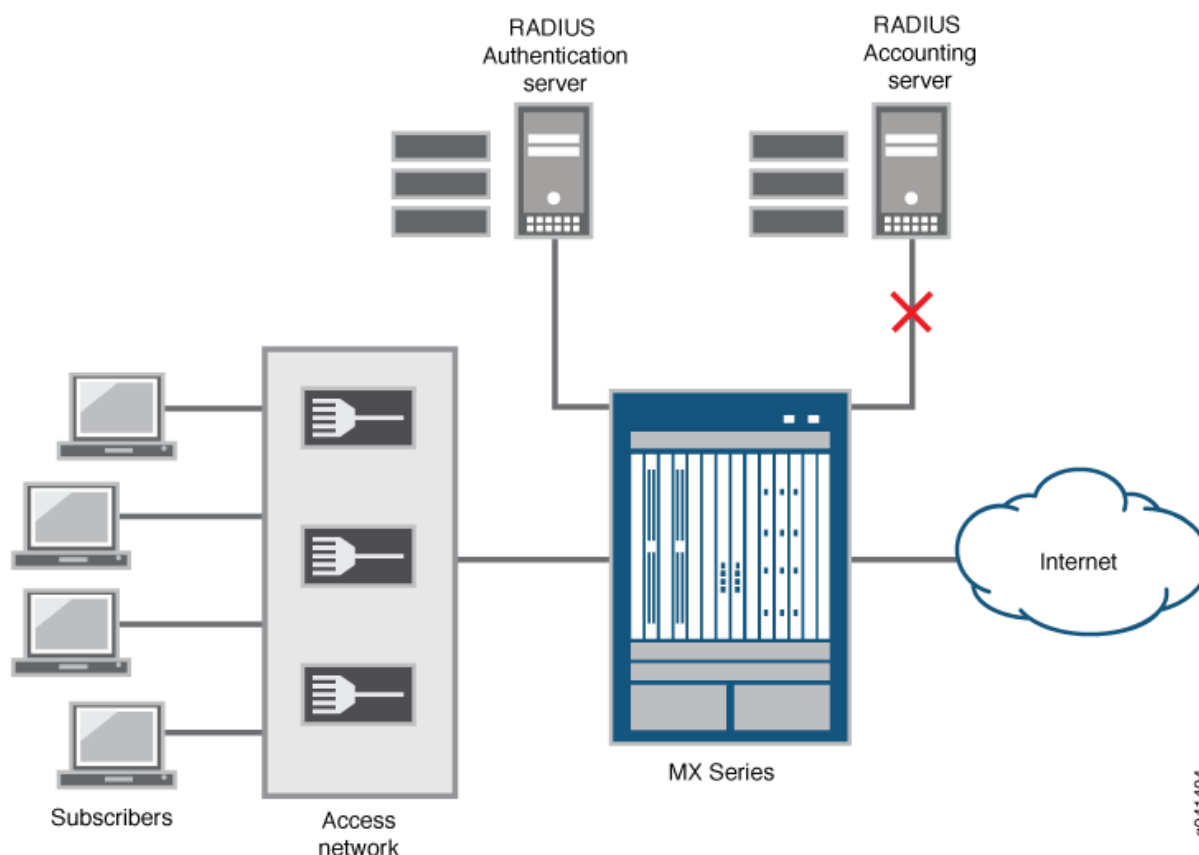 RADIUS
Authentication
server
RADIUS
Accounting
server
Internet
MX Series
Subscribers
Access
network